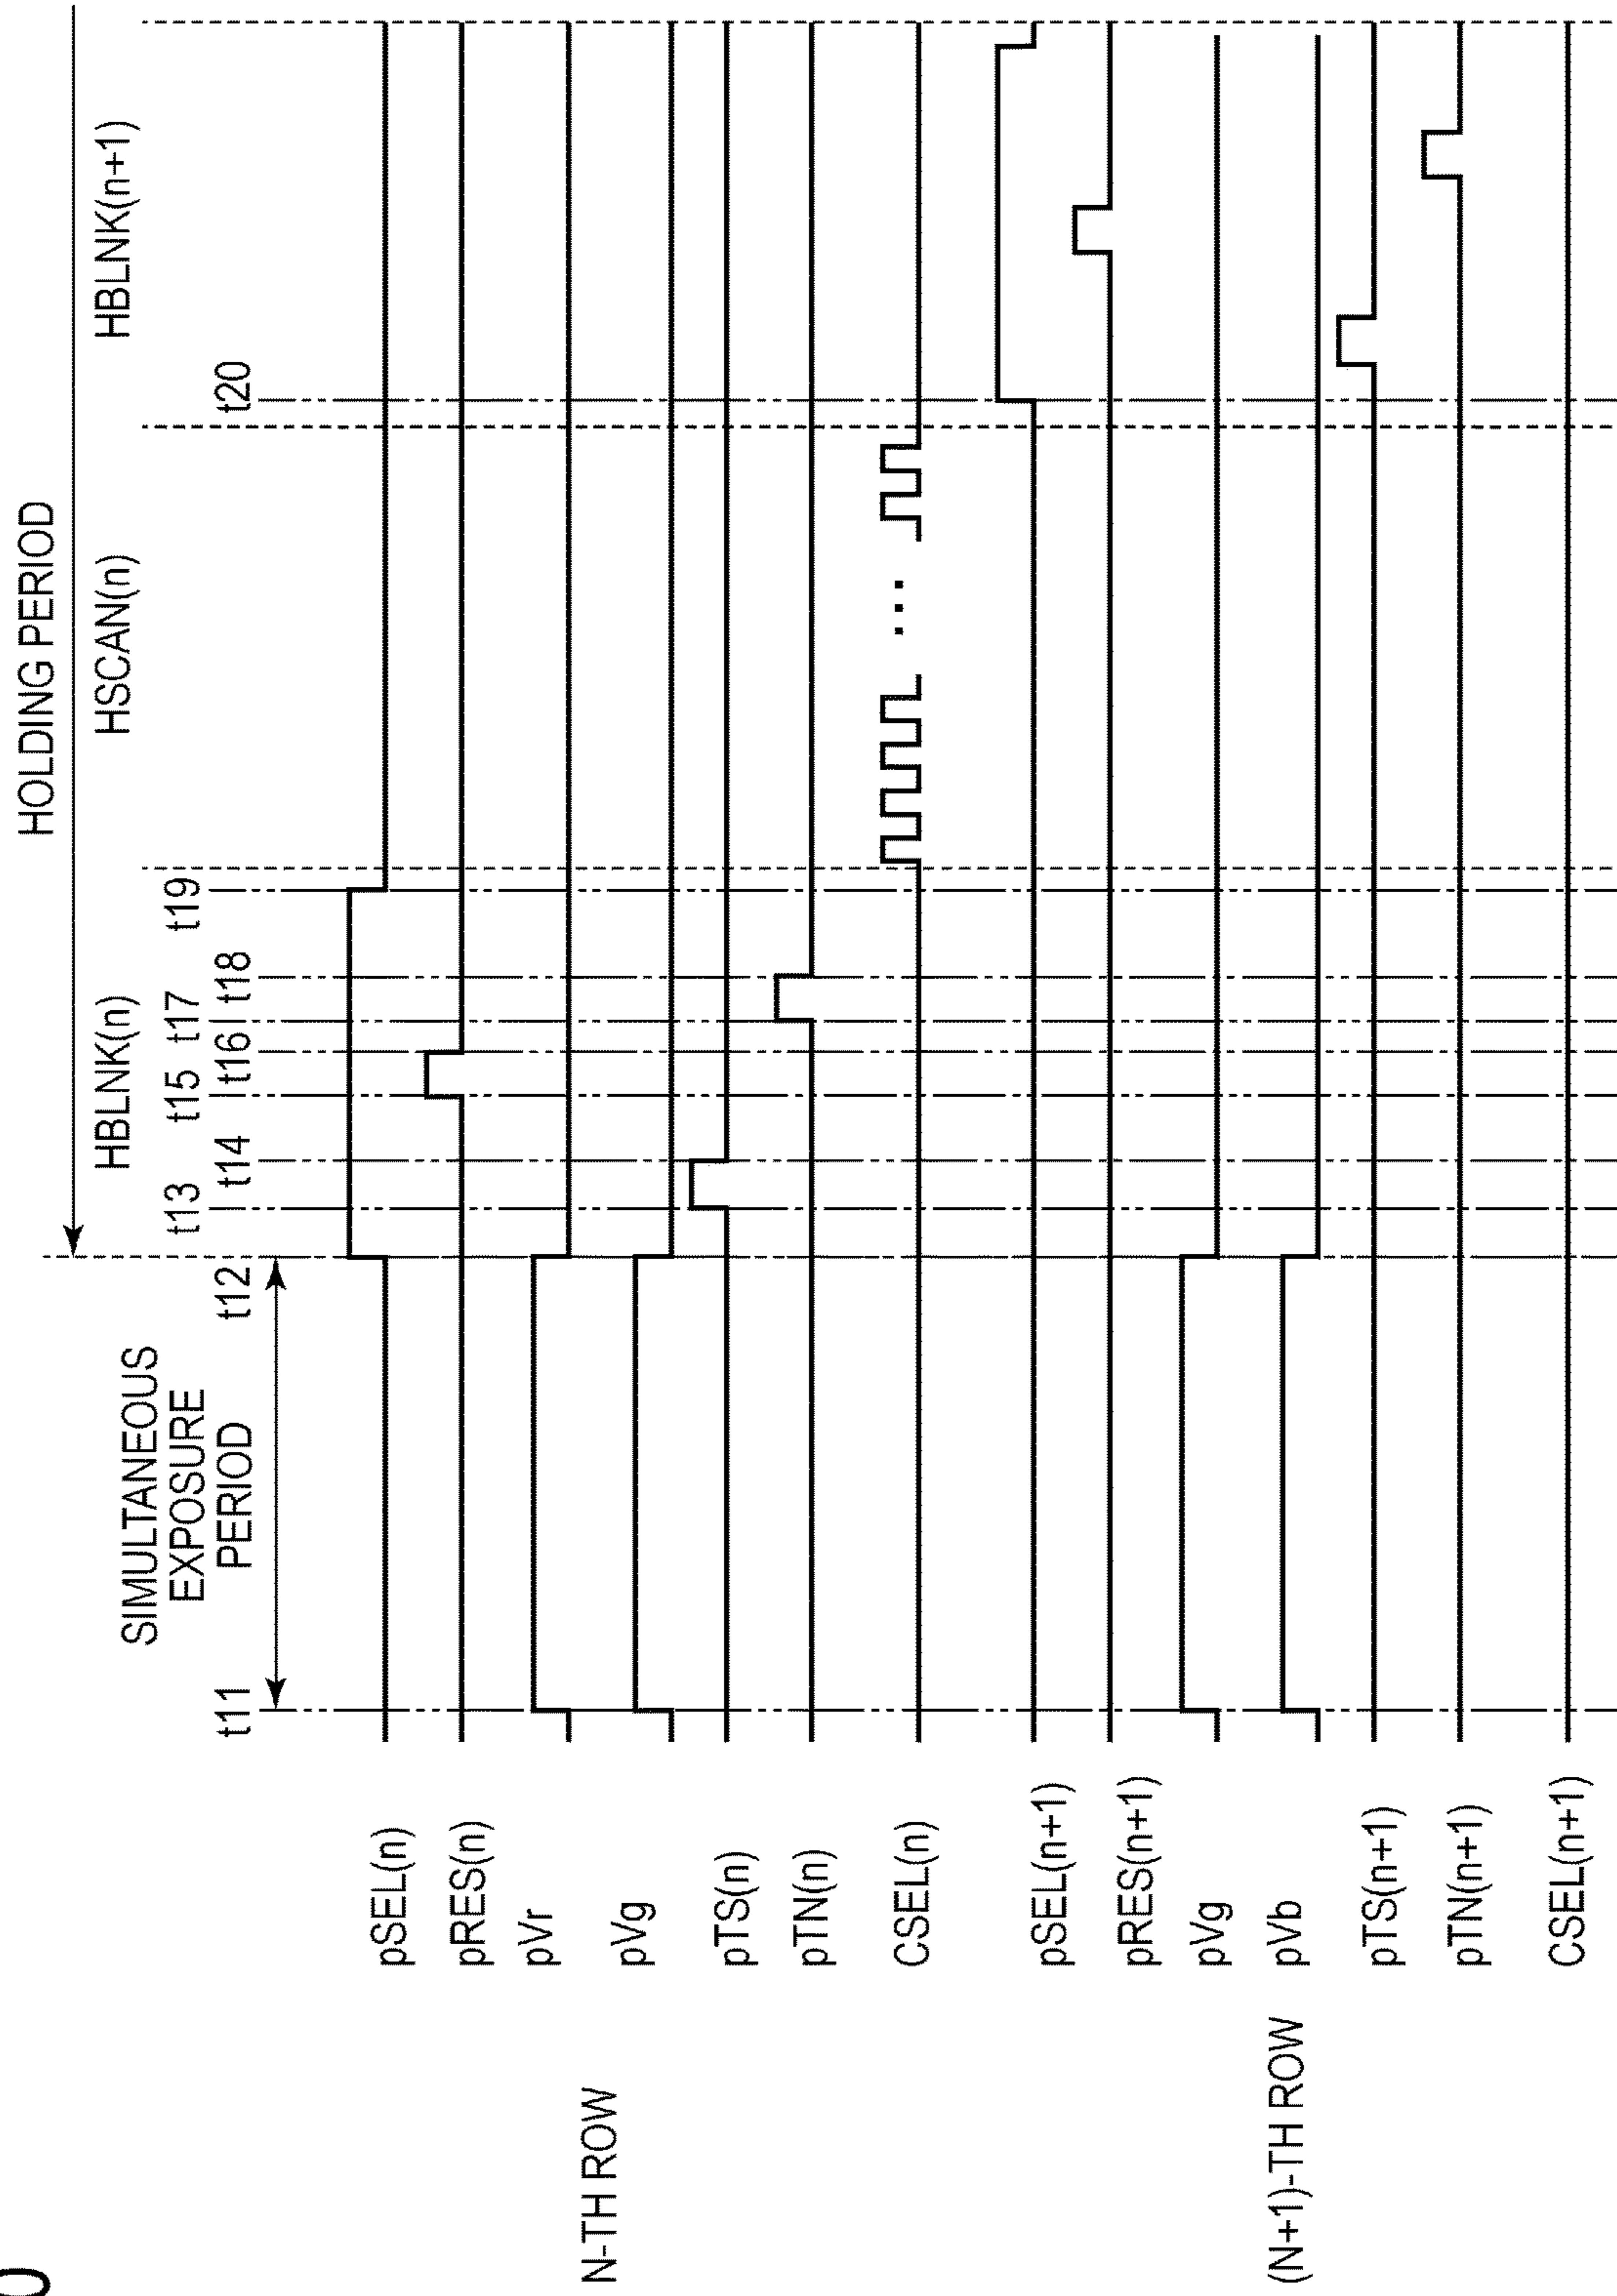 0
HOLDING PERIOD
SIMULTANEOUS
EXPOSURE
PERIOD
HBLNK(n)
HSCAN(n)
HBLNK(n+1)
t11
t12
t13
t14
t15
t16
t17
t18
t19
t20
N-TH ROW
pSEL(n)
pRES(n)
pVr
pVg
pTS(n)
pTN(n)
CSEL(n)
...
(N+1)-TH ROW
pSEL(n+1)
pRES(n+1)
pVg
pVb
pTS(n+1)
pTN(n+1)
CSEL(n+1)